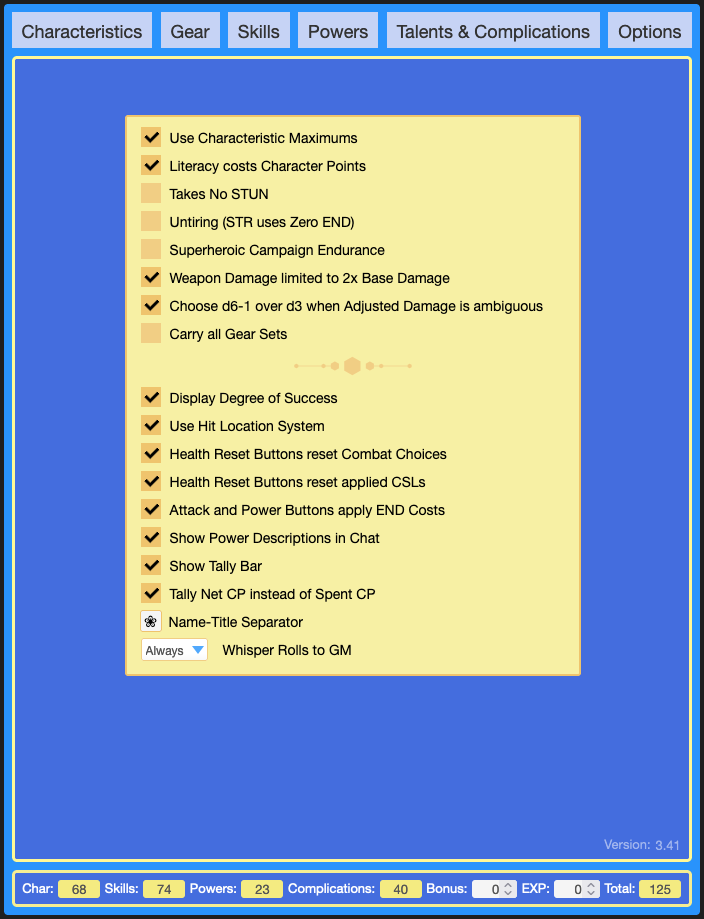 Characteristics Gear Skills Powers Talents & Complications Options
Use Characteristic Maximums
Literacy costs Character Points
Takes No STUN
Untiring (STR uses Zero END)
Superheroic Campaign Endurance
Weapon Damage limited to 2x Base Damage
Choose d6-1 over d3 when Adjusted Damage is ambiguous
Carry all Gear Sets
Display Degree of Success
Use Hit Location System
Health Reset Buttons reset Combat Choices
Health Reset Buttons reset applied CSLs
Attack and Power Buttons apply END Costs
Show Power Descriptions in Chat
Show Tally Bar
Tally Net CP instead of Spent CP
❀ Name-Title Separator
Always Whisper Rolls to GM
Version: 3.41
Char: 68 Skills: 74 Powers: 23 Complications: 40 Bonus: 0 EXP: 0 Total: 125